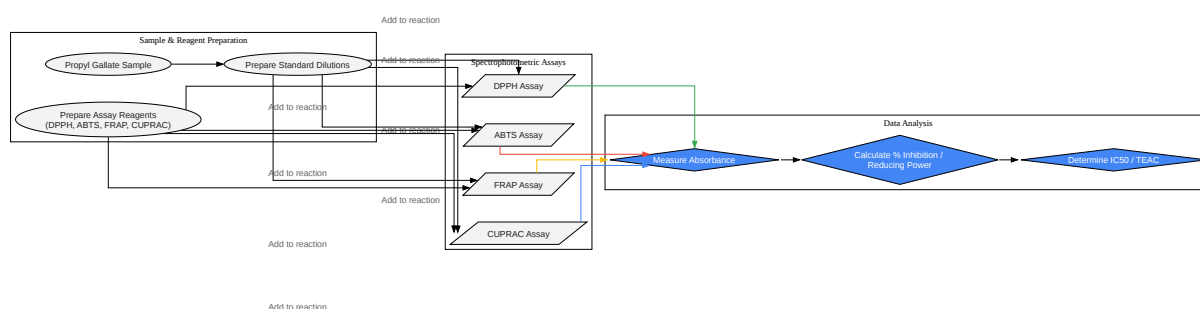 Add to reaction
Sample & Reagent Preparation
Propyl Gallate Sample
Prepare Standard Dilutions
Add to reaction
Spectrophotometric Assays
DPPH Assay
Prepare Assay Reagents
(DPPH, ABTS, FRAP, CUPRAC)
Add to reaction
Add to reaction
ABTS Assay
Data Analysis
Measure Absorbance
Calculate % Inhibition /
Reducing Power
Determine IC50 / TEAC
Add to reaction
FRAP Assay
Add to reaction
CUPRAC Assay
Add to reaction
Add to reaction